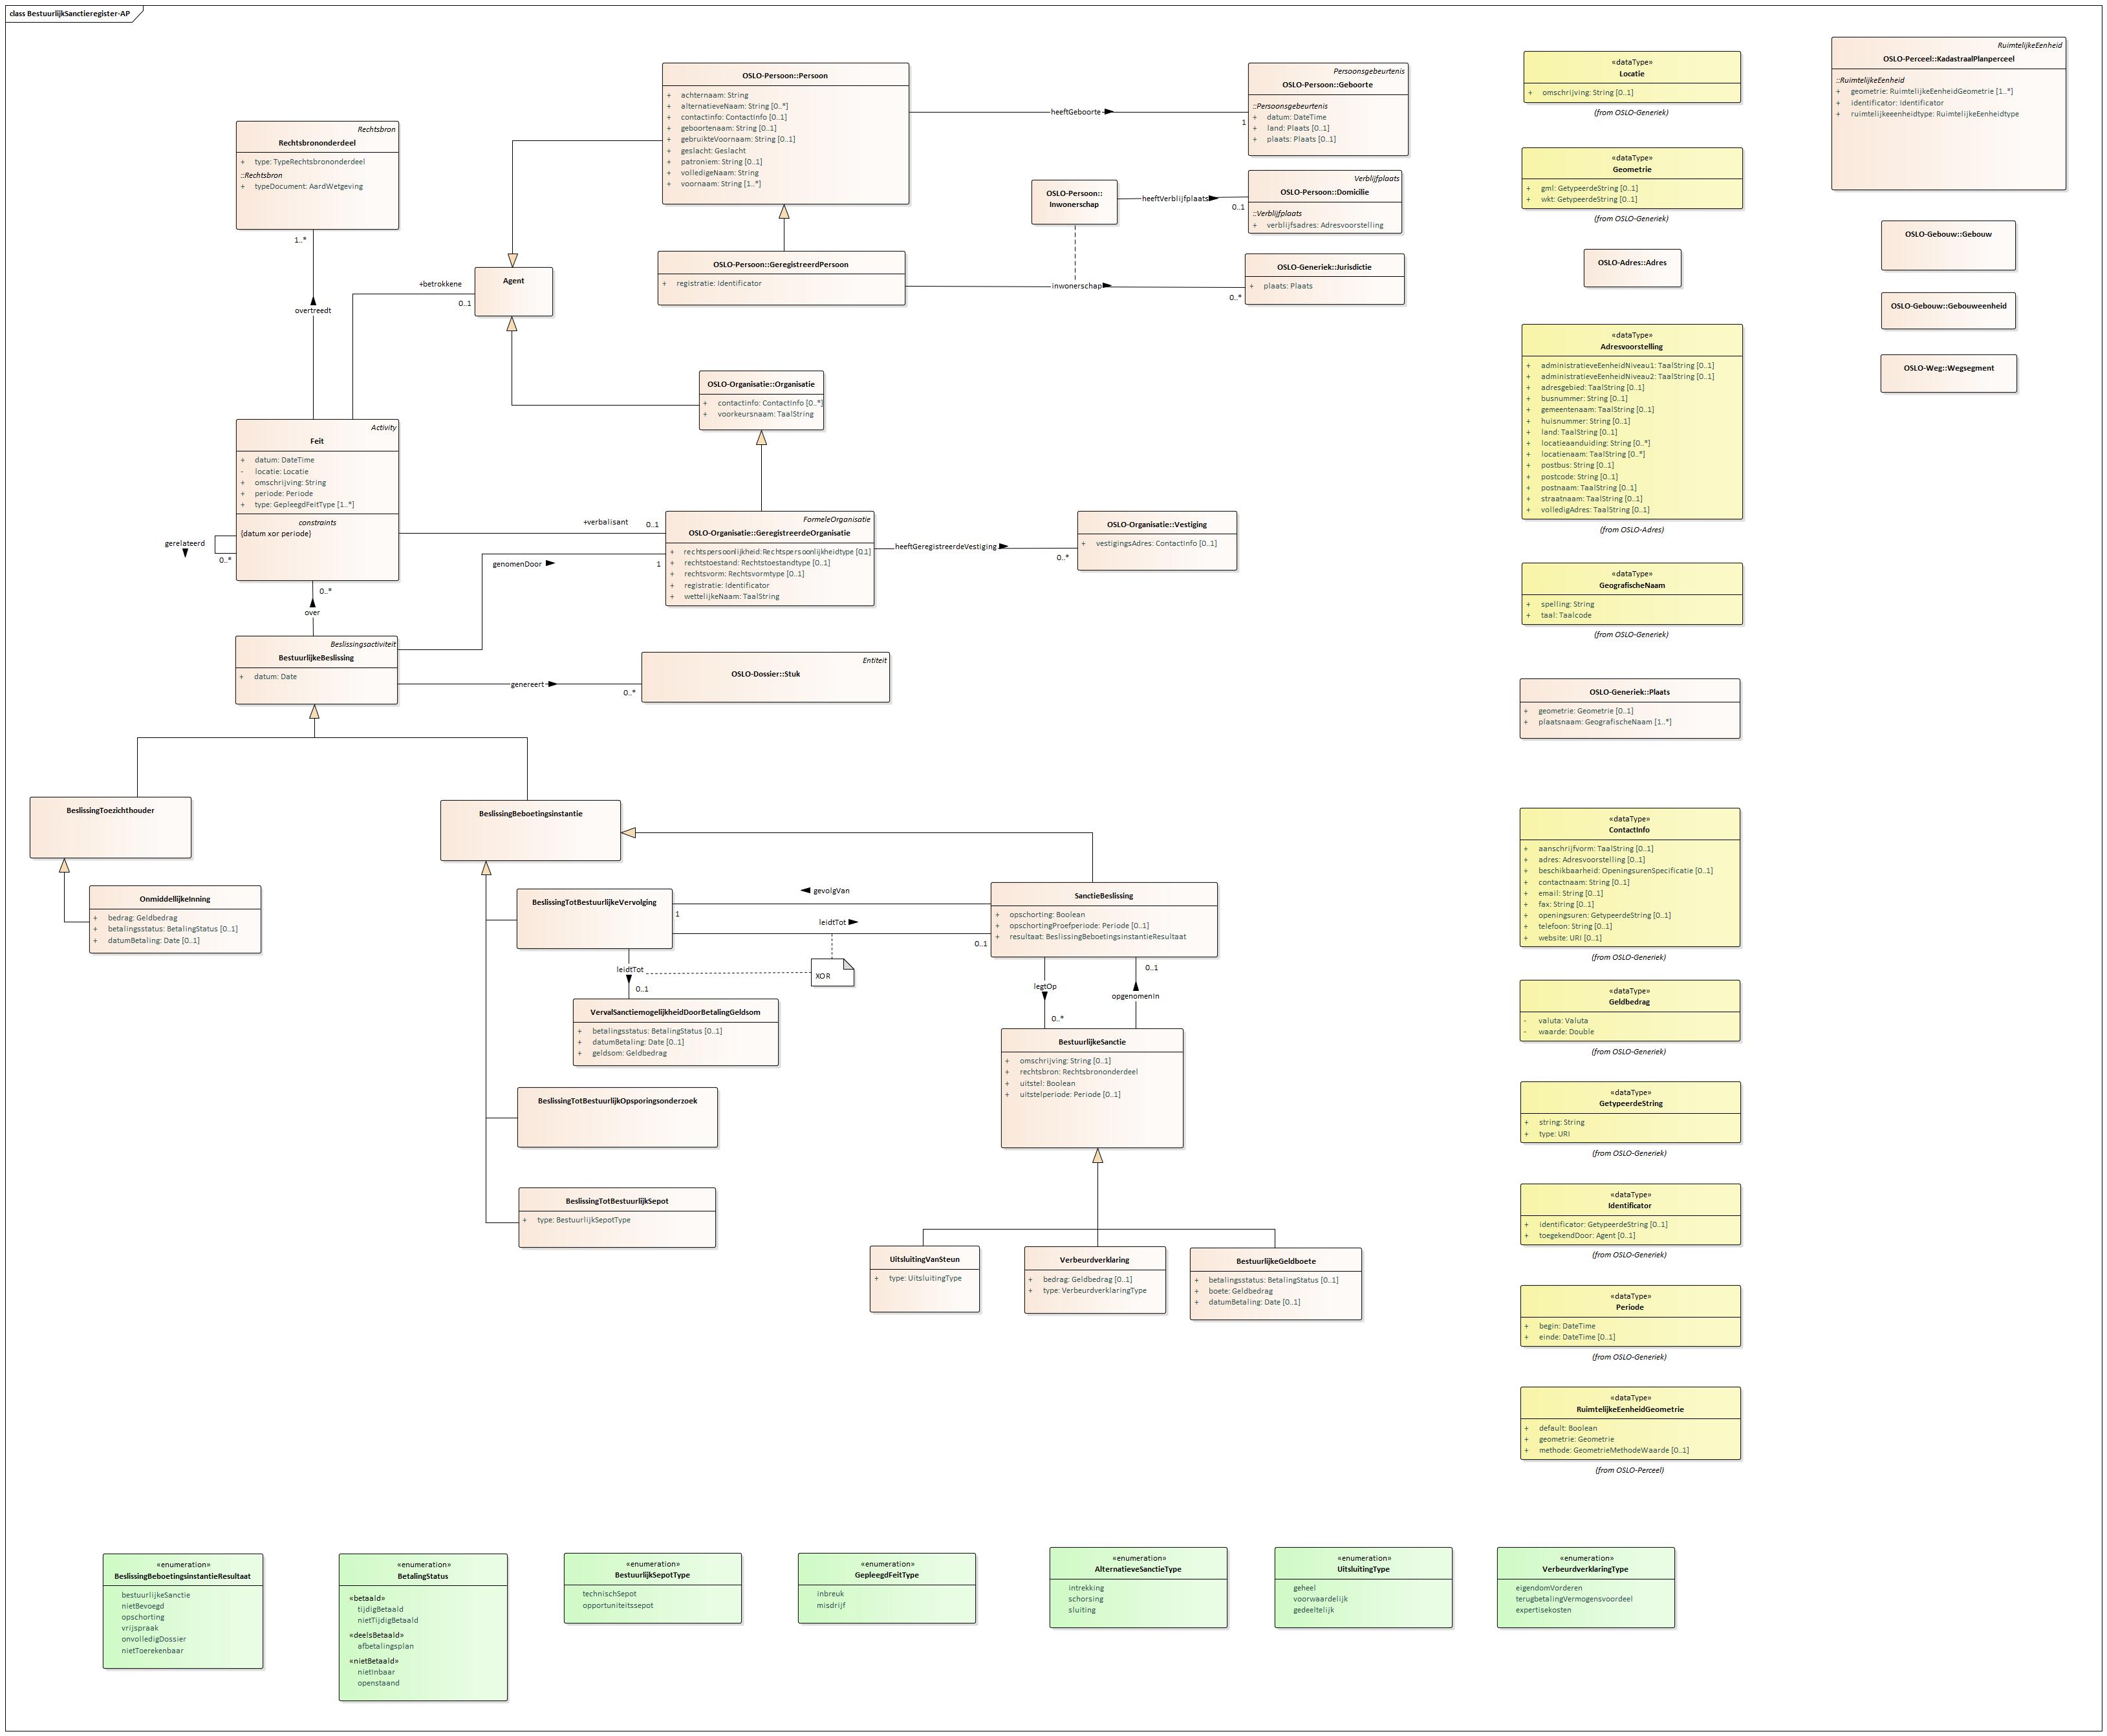 class BestuurlijkSanctieregister-AP
Rechtsbron
Rechtsbrononderdeel
+ type: TypeRechtsbrononderdeel
::Rechtsbron
+ typeDocument: AardWetgeving
1..*
overtreedt
OSLO-Persoon::Persoon
+ achternaam: String
+ alternatieveNaam: String [0..*]
+ contactinfo: ContactInfo [0..1]
+ geboortenaam: String [0..1]
+ gebruikteVoornaam: String [0..1]
+ geslacht: Geslacht
+ patroniem: String [0..1]
+ volledigeNaam: String
+ voornaam: String [1..*]
heeftGeboorte
1
Persoonsgebeurtenis
OSLO-Persoon::Geboorte
::Persoonsgebeurtenis
+ datum: DateTime
+ land: Plaats [0..1]
+ plaats: Plaats [0..1]
OSLO-Persoon::
Inwonerschap
heeftVerblijfplaats
0..1
Verblijfplaats
OSLO-Persoon::Domicilie
::Verblijfplaats
+ verblijfsadres: Adresvoorstelling
OSLO-Persoon::GeregistreerdPersoon
+ registratie: Identificator
inwonerschap
0..*
OSLO-Generiek::Jurisdictie
+ plaats: Plaats
Agent
+betrokkene
0..1
OSLO-Organisatie::Organisatie
+ contactinfo: ContactInfo [0..*]
+ voorkeursnaam: TaalString
Activity
Feit
+ datum: DateTime
- locatie: Locatie
+ omschrijving: String
+ periode: Periode
+ type: GepleegdFeitType [1..*]
constraints
{datum xor periode}
gerelateerd
0..*
+verbalisant
0..1
FormeleOrganisatie
OSLO-Organisatie::GeregistreerdeOrganisatie
+ rechtspersoonlijkheid: Rechtspersoonlijkheidtype [0..1]
+ rechtstoestand: Rechtstoestandtype [0..1]
+ rechtsvorm: Rechtsvormtype [0..1]
+ registratie: Identificator
+ wettelijkeNaam: TaalString
heeftGeregistreerdeVestiging
0..*
OSLO-Organisatie::Vestiging
+ vestigingsAdres: ContactInfo [0..1]
genomenDoor
1
0..*
over
Beslissingsactiviteit
BestuurlijkeBeslissing
+ datum: Date
genereert
0..*
Entiteit
OSLO-Dossier::Stuk
BeslissingToezichthouder
OnmiddellijkeInning
+ bedrag: Geldbedrag
+ betalingsstatus: BetalingStatus [0..1]
+ datumBetaling: Date [0..1]
BeslissingBeboetingsinstantie
BeslissingTotBestuurlijkeVervolging
gevolgVan
1
leidtTot
0..1
XOR
leidtTot
0..1
SanctieBeslissing
+ opschorting: Boolean
+ opschortingProefperiode: Periode [0..1]
+ resultaat: BeslissingBeboetingsinstantieResultaat
VervalSanctiemogelijkheidDoorBetalingGeldsom
+ betalingsstatus: BetalingStatus [0..1]
+ datumBetaling: Date [0..1]
+ geldsom: Geldbedrag
legtOp
0..*
0..1
opgenomenIn
BestuurlijkeSanctie
+ omschrijving: String [0..1]
+ rechtsbron: Rechtsbrononderdeel
+ uitstel: Boolean
+ uitstelperiode: Periode [0..1]
BeslissingTotBestuurlijkOpsporingsonderzoek
BeslissingTotBestuurlijkSepot
+ type: BestuurlijkSepotType
UitsluitingVanSteun
+ type: UitsluitingType
Verbeurdverklaring
+ bedrag: Geldbedrag [0..1]
+ type: VerbeurdverklaringType
BestuurlijkeGeldboete
+ betalingsstatus: BetalingStatus [0..1]
+ boete: Geldbedrag
+ datumBetaling: Date [0..1]
«dataType»
Locatie
+ omschrijving: String [0..1]
(from OSLO-Generiek)
«dataType»
Geometrie
+ gml: GetypeerdeString [0..1]
+ wkt: GetypeerdeString [0..1]
(from OSLO-Generiek)
OSLO-Adres::Adres
«dataType»
Adresvoorstelling
+ administratieveEenheidNiveau1: TaalString [0..1]
+ administratieveEenheidNiveau2: TaalString [0..1]
+ adresgebied: TaalString [0..1]
+ busnummer: String [0..1]
+ gemeentenaam: TaalString [0..1]
+ huisnummer: String [0..1]
+ land: TaalString [0..1]
+ locatieaanduiding: String [0..*]
+ locatienaam: TaalString [0..*]
+ postbus: String [0..1]
+ postcode: String [0..1]
+ postnaam: TaalString [0..1]
+ straatnaam: TaalString [0..1]
+ volledigAdres: TaalString [0..1]
(from OSLO-Adres)
«dataType»
GeografischeNaam
+ spelling: String
+ taal: Taalcode
(from OSLO-Generiek)
OSLO-Generiek::Plaats
+ geometrie: Geometrie [0..1]
+ plaatsnaam: GeografischeNaam [1..*]
«dataType»
ContactInfo
+ aanschrijfvorm: TaalString [0..1]
+ adres: Adresvoorstelling [0..1]
+ beschikbaarheid: OpeningsurenSpecificatie [0..1]
+ contactnaam: String [0..1]
+ email: String [0..1]
+ fax: String [0..1]
+ openingsuren: GetypeerdeString [0..1]
+ telefoon: String [0..1]
+ website: URI [0..1]
(from OSLO-Generiek)
«dataType»
Geldbedrag
- valuta: Valuta
- waarde: Double
(from OSLO-Generiek)
«dataType»
GetypeerdeString
+ string: String
+ type: URI
(from OSLO-Generiek)
«dataType»
Identificator
+ identificator: GetypeerdeString [0..1]
+ toegekendDoor: Agent [0..1]
(from OSLO-Generiek)
«dataType»
Periode
+ begin: DateTime
+ einde: DateTime [0..1]
(from OSLO-Generiek)
«dataType»
RuimtelijkeEenheidGeometrie
+ default: Boolean
+ geometrie: Geometrie
+ methode: GeometrieMethodeWaarde [0..1]
(from OSLO-Perceel)
RuimtelijkeEenheid
OSLO-Perceel::KadastraalPlanperceel
::RuimtelijkeEenheid
+ geometrie: RuimtelijkeEenheidGeometrie [1..*]
+ identificator: Identificator
+ ruimtelijkeeenheidtype: RuimtelijkeEenheidtype
OSLO-Gebouw::Gebouw
OSLO-Gebouw::Gebouweenheid
OSLO-Weg::Wegsegment
«enumeration»
BeslissingBeboetingsinstantieResultaat
bestuurlijkeSanctie
nietBevoegd
opschorting
vrijspraak
onvolledigDossier
nietToerekenbaar
«enumeration»
BetalingStatus
«betaald»
tijdigBetaald
nietTijdigBetaald
«deelsBetaald»
afbetalingsplan
«nietBetaald»
nietInbaar
openstaand
«enumeration»
BestuurlijkSepotType
technischSepot
opportuniteitssepot
«enumeration»
GepleegdFeitType
inbreuk
misdrijf
«enumeration»
AlternatieveSanctieType
intrekking
schorsing
sluiting
«enumeration»
UitsluitingType
geheel
voorwaardelijk
gedeeltelijk
«enumeration»
VerbeurdverklaringType
eigendomVorderen
terugbetalingVermogensvoordeel
expertisekosten